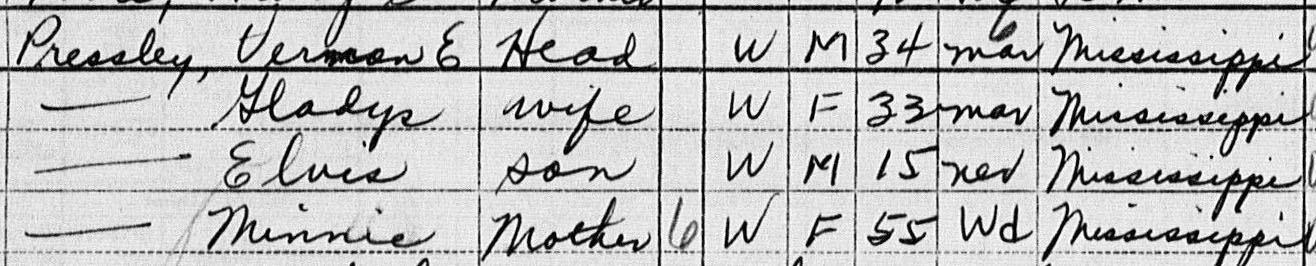 Pressley, Vernon E Head W M 34 mar Mississippi
— Gladys wife W F 33 mar Mississippi
— Elvis son W M 15 nev Mississippi
— Minnie Mother 6 W F 55 Wd Mississippi